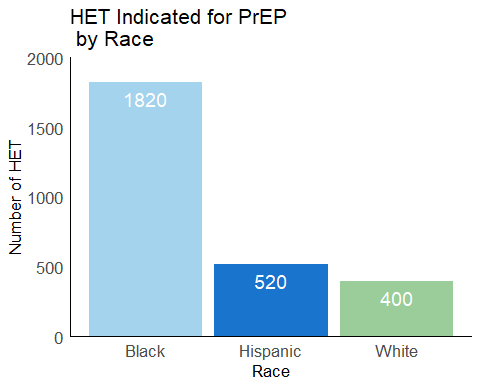 HET Indicated for PrEP
by Race
Number of HET
2000
1500
1000
500
0
1820
520
400
Black Hispanic White
Race